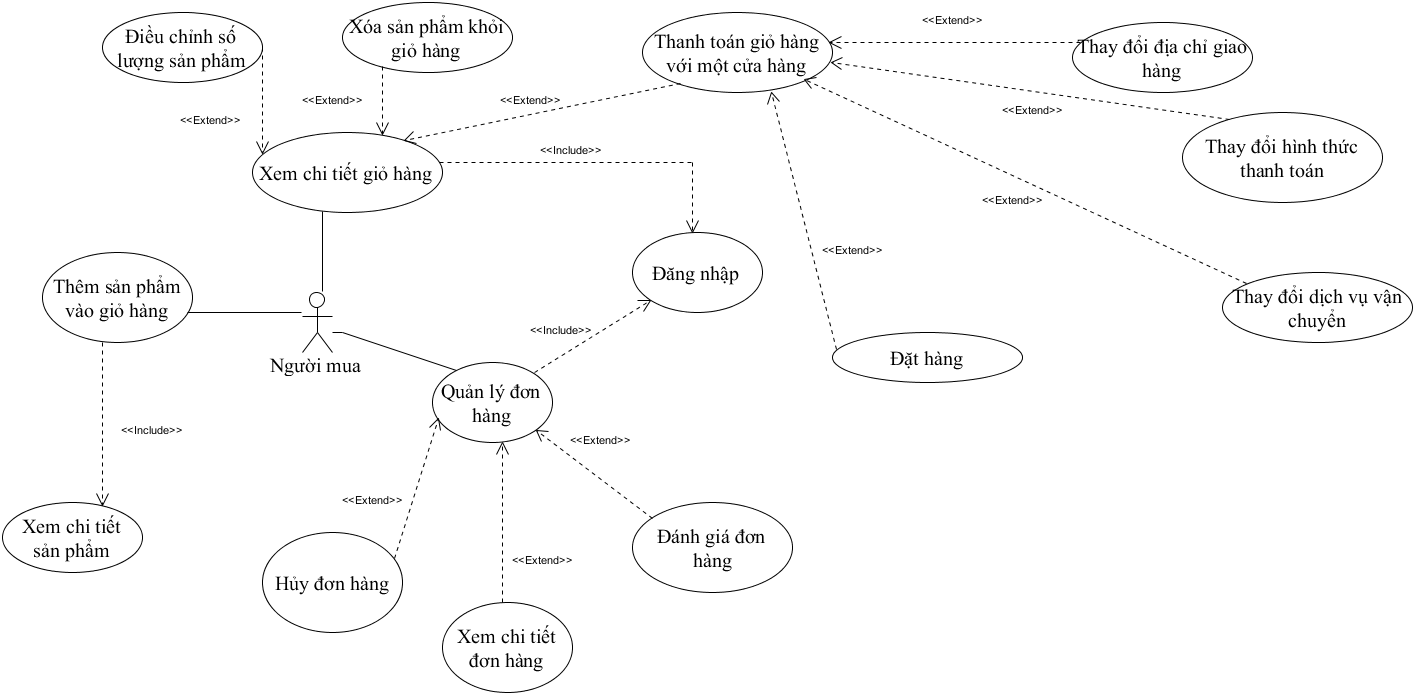 Điều chỉnh số
lượng sản phẩm
Xóa sản phẩm khỏi
giỏ hàng
Thanh toán giỏ hàng
với một cửa hàng
<<Extend>>
Thay đổi địa chỉ giao
hàng
<<Extend>>
<<Extend>>
<<Extend>>
<<Extend>>
Thay đổi hình thức
thanh toán
Xem chi tiết giỏ hàng
<<Include>>
<<Extend>>
<<Extend>>
Đăng nhập
Thêm sản phẩm
vào giỏ hàng
Thay đổi dịch vụ vận
chuyển
Người mua
<<Include>>
Đặt hàng
Quản lý đơn
hàng
<<Include>>
<<Extend>>
Xem chi tiết
sản phẩm
<<Extend>>
<<Extend>>
Đánh giá đơn
hàng
Hủy đơn hàng
Xem chi tiết
đơn hàng